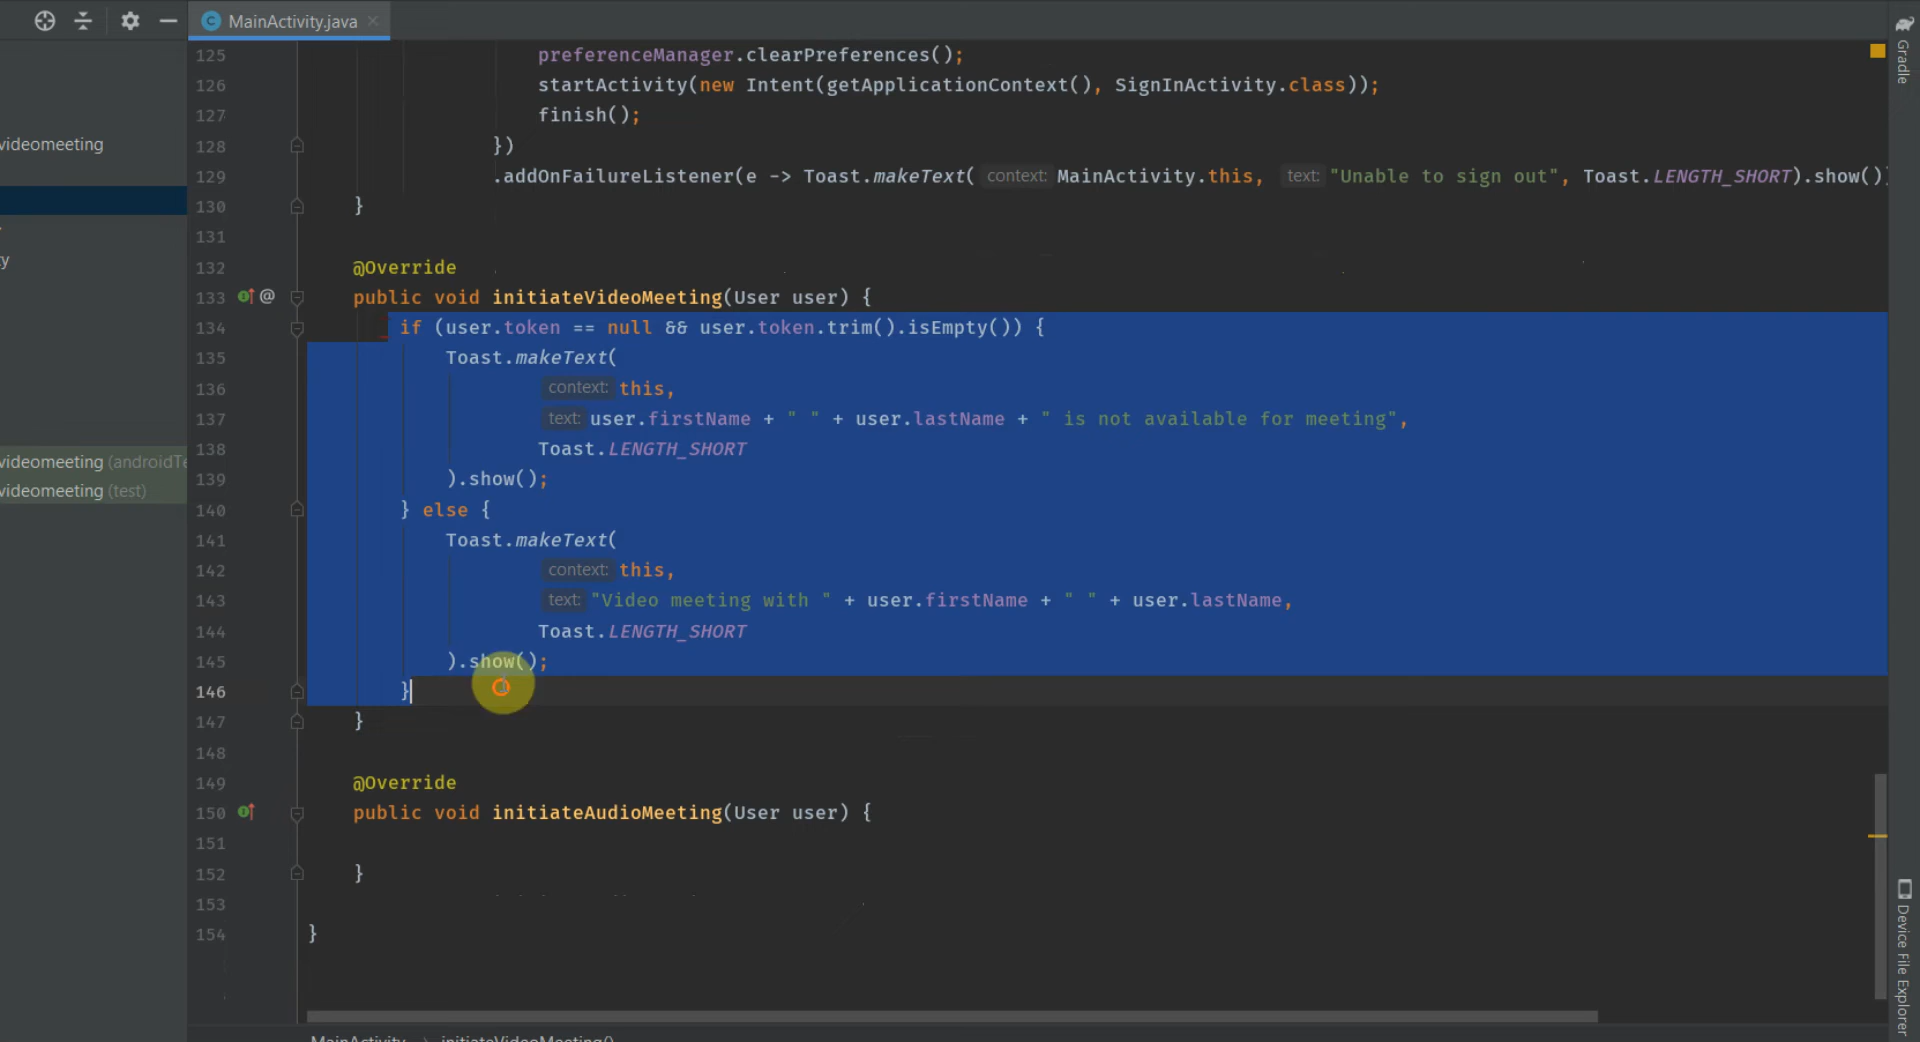 MainActivity.java
125 preferenceManager.clearPreferences();
126 startActivity(new Intent(getApplicationContext(), SignInActivity.class));
127 finish();
128 })
129 .addOnFailureListener(e -> Toast.makeText( context: MainActivity.this, text: "Unable to sign out", Toast.LENGTH_SHORT).show()
130 }
131
132 @Override
133 public void initiateVideoMeeting(User user) {
134 if (user.token == null && user.token.trim().isEmpty()) {
135 Toast.makeText(
136 context: this,
137 text: user.firstName + " " + user.lastName + " is not available for meeting",
138 Toast.LENGTH_SHORT
139 ).show();
140 } else {
141 Toast.makeText(
142 context: this,
143 text: "Video meeting with " + user.firstName + " " + user.lastName,
144 Toast.LENGTH_SHORT
145 ).show();
146 }
147 }
148
149 @Override
150 public void initiateAudioMeeting(User user) {
151
152 }
153
154 }
videomeeting
videomeeting (androidTe
videomeeting (test)
Gradle
Device File Explorer
MainActivity > initiateVideoMeeting()